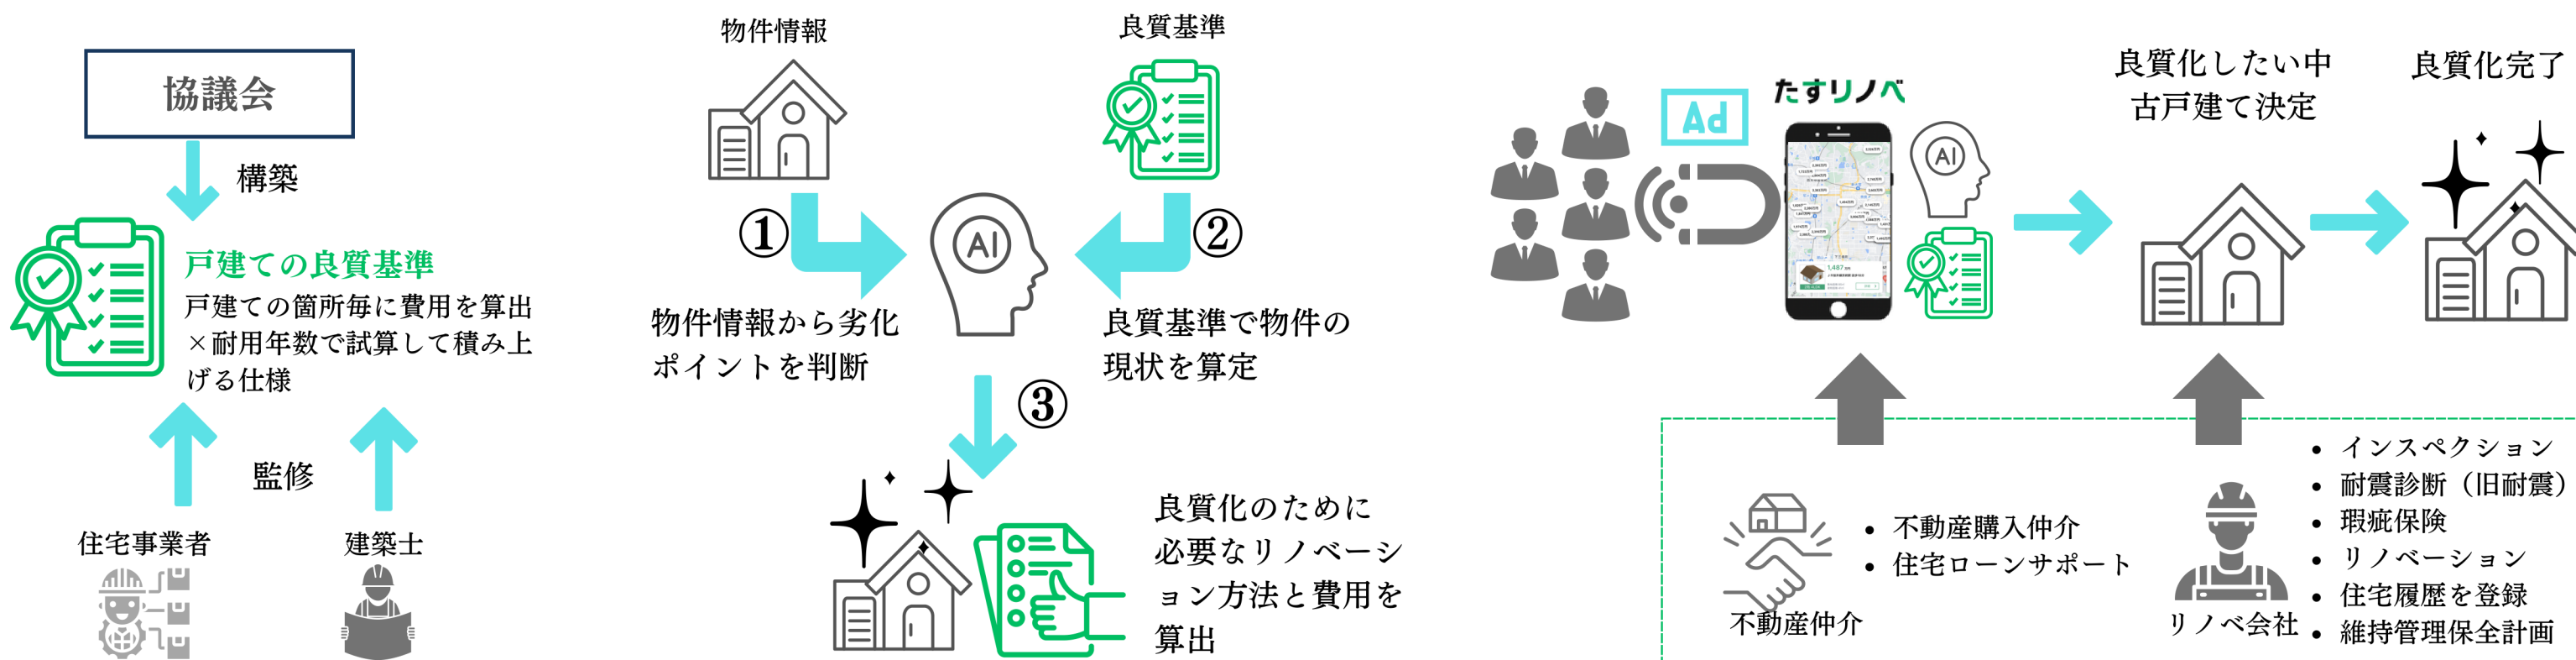 協議会
構築
戸建ての良質基準
戸建ての箇所毎に費用を算出
×耐用年数で試算して積み上
げる仕様
監修
住宅事業者
建築士
物件情報
良質基準
①
②
AI
物件情報から劣化
ポイントを判断
良質基準で物件の
現状を算定
③
良質化のために
必要なリノベーシ
ョン方法と費用を
算出
Ad
たすリノベ
AI
1,487
良質化したい中
古戸建て決定
良質化完了
不動産仲介
• 不動産購入仲介
• 住宅ローンサポート
リノベ会社
• インスペクション
• 耐震診断（旧耐震）
• 瑕疵保険
• リノベーション
• 住宅履歴を登録
• 維持管理保全計画